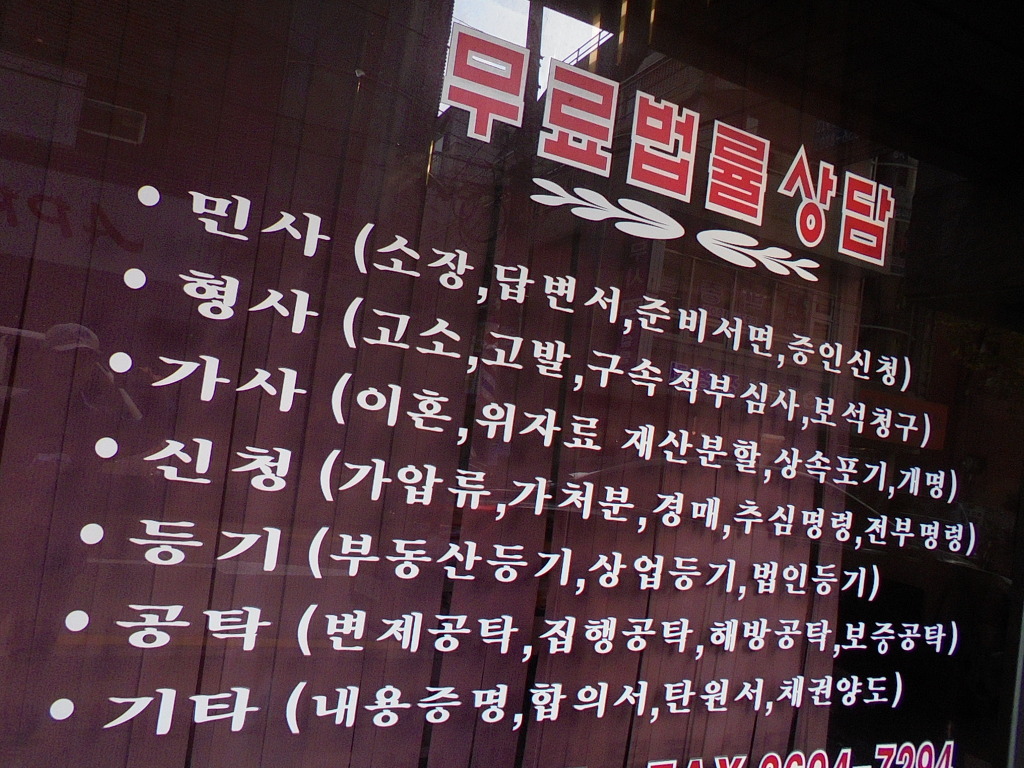 무료법률상담
• 민사 (소장,답변서,준비서면,증인신청)
• 형사 (고소,고발,구속적부심사,보석청구)
• 가사 (이혼,위자료 재산분할,상속포기,개명)
• 신청 (가압류,가처분,경매,추심명령,전부명령)
• 등기 (부동산등기,상업등기,법인등기)
• 공탁 (변제공탁,집행공탁,해방공탁,보증공탁)
• 기타 (내용증명,합의서,탄원서,채권양도)
FAX